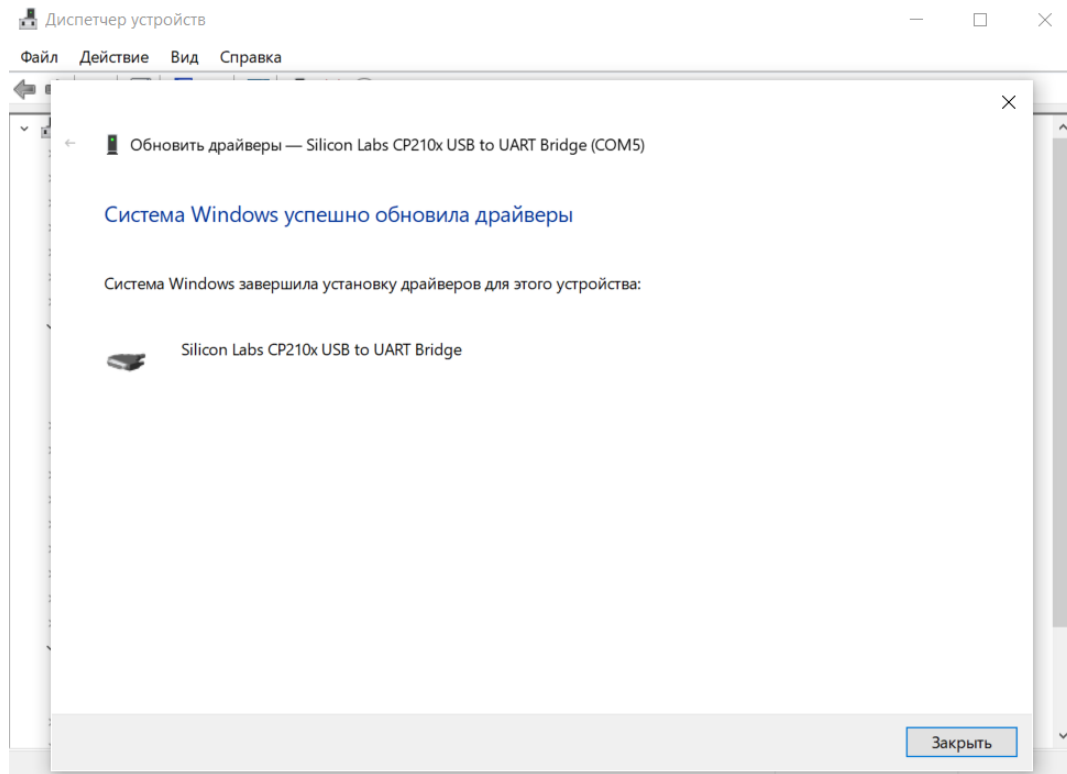 Диспетчер устройств
Файл Действие Вид Справка
Обновить драйверы — Silicon Labs CP210x USB to UART Bridge (COM5)
Система Windows успешно обновила драйверы
Система Windows завершила установку драйверов для этого устройства:
Silicon Labs CP210x USB to UART Bridge
Закрыть